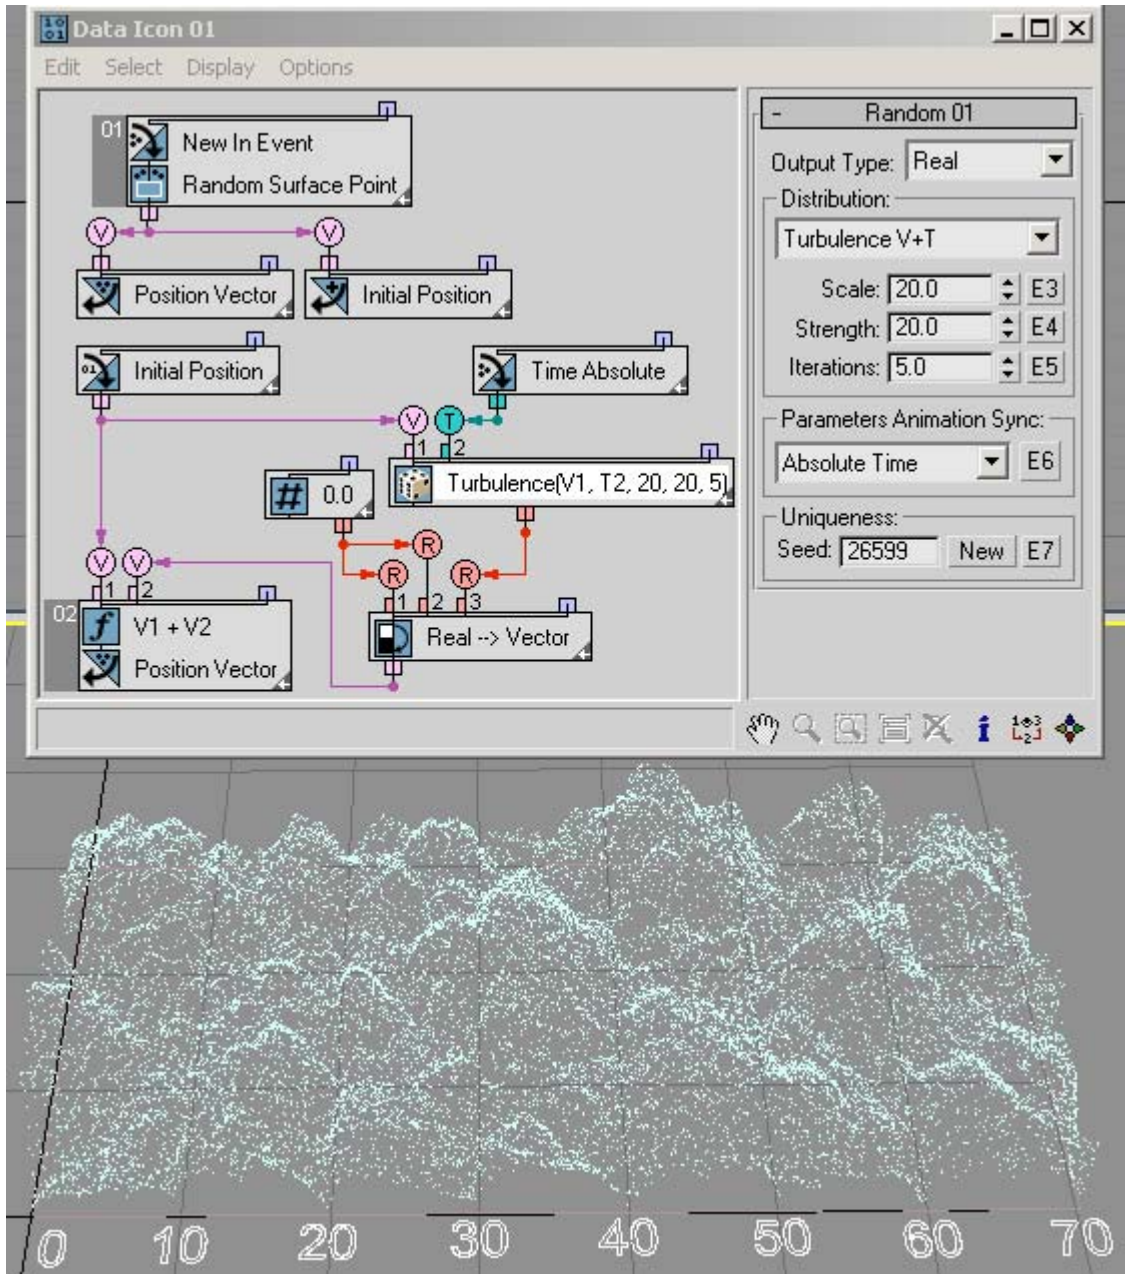 Data Icon 01
Edit Select Display Options
01
New In Event
Random Surface Point
V V
Position Vector
Initial Position
Initial Position
Time Absolute
V T
1 2
Turbulence(V1, T2, 20, 20, 5)
# 0.0
R
R R
1 2 3
V V
1 2
02
f V1 + V2
Position Vector
Real --> Vector
- Random 01
Output Type: Real
Distribution:
Turbulence V+T
Scale: 20.0 E3
Strength: 20.0 E4
Iterations: 5.0 E5
Parameters Animation Sync:
Absolute Time E6
Uniqueness:
Seed: 26599 New E7
0 10 20 30 40 50 60 70